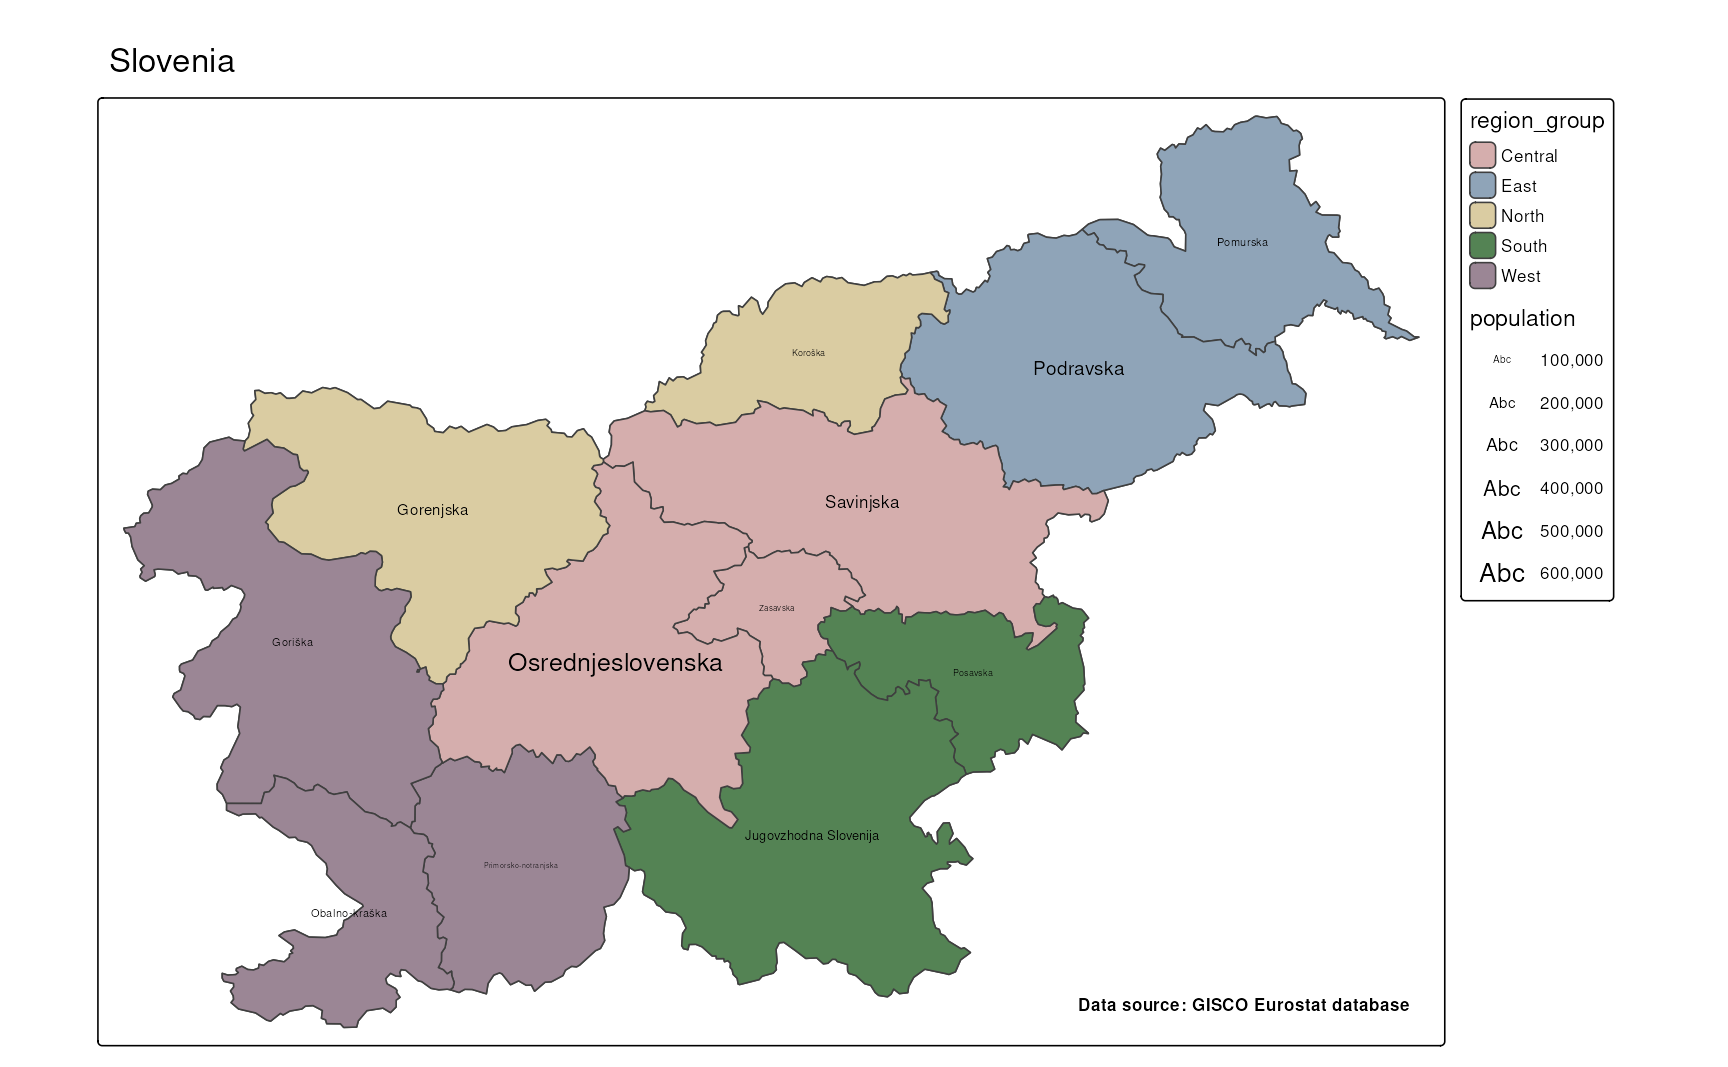 Slovenia
region_group
Central
East
North
South
West
population
Abc 100,000
Abc 200,000
Abc 300,000
Abc 400,000
Abc 500,000
Abc 600,000
Pomurska
Koroška
Podravska
Savinjska
Gorenjska
Zasavska
Goriška
Osrednjeslovenska
Posavska
Jugovzhodna Slovenija
Primorsko-notranjska
Obalno-kraška
Data source: GISCO Eurostat database